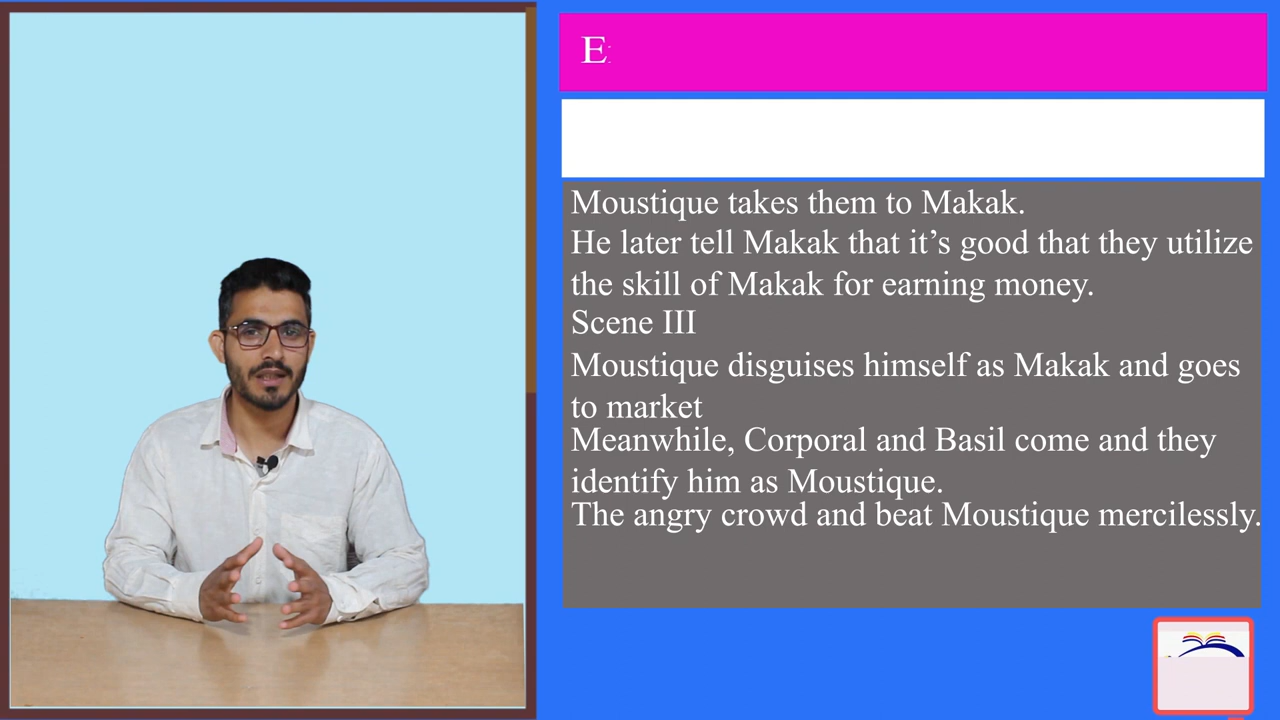 E
Moustique takes them to Makak.
He later tell Makak that it’s good that they utilize
the skill of Makak for earning money.
Scene III
Moustique disguises himself as Makak and goes
to market
Meanwhile, Corporal and Basil come and they
identify him as Moustique.
The angry crowd and beat Moustique mercilessly.